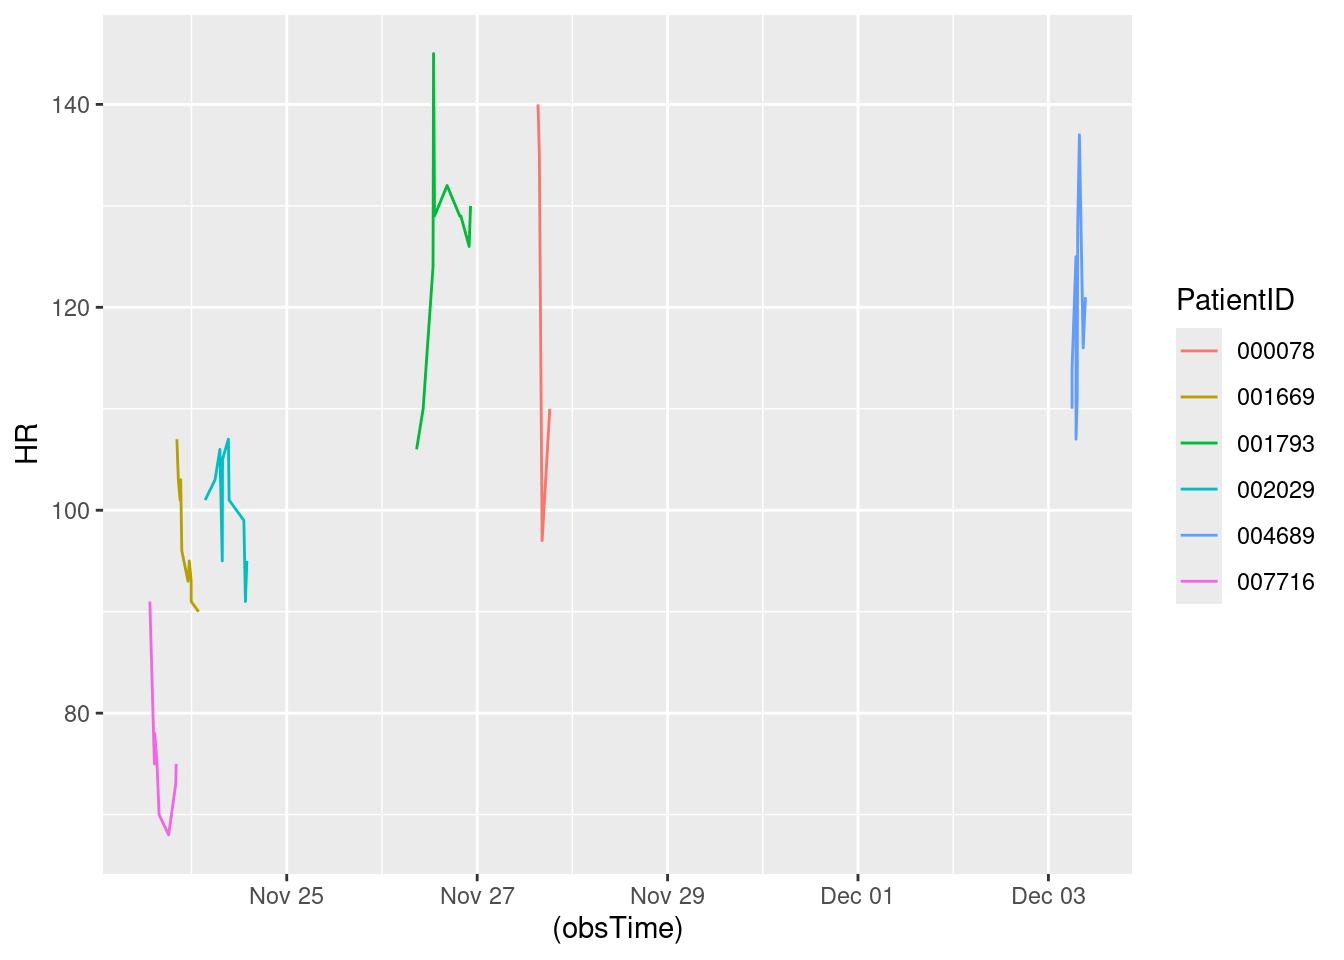 HR
140
120
100
80
Nov 25
Nov 27
Nov 29
Dec 01
Dec 03
(obsTime)
PatientID
000078
001669
001793
002029
004689
007716